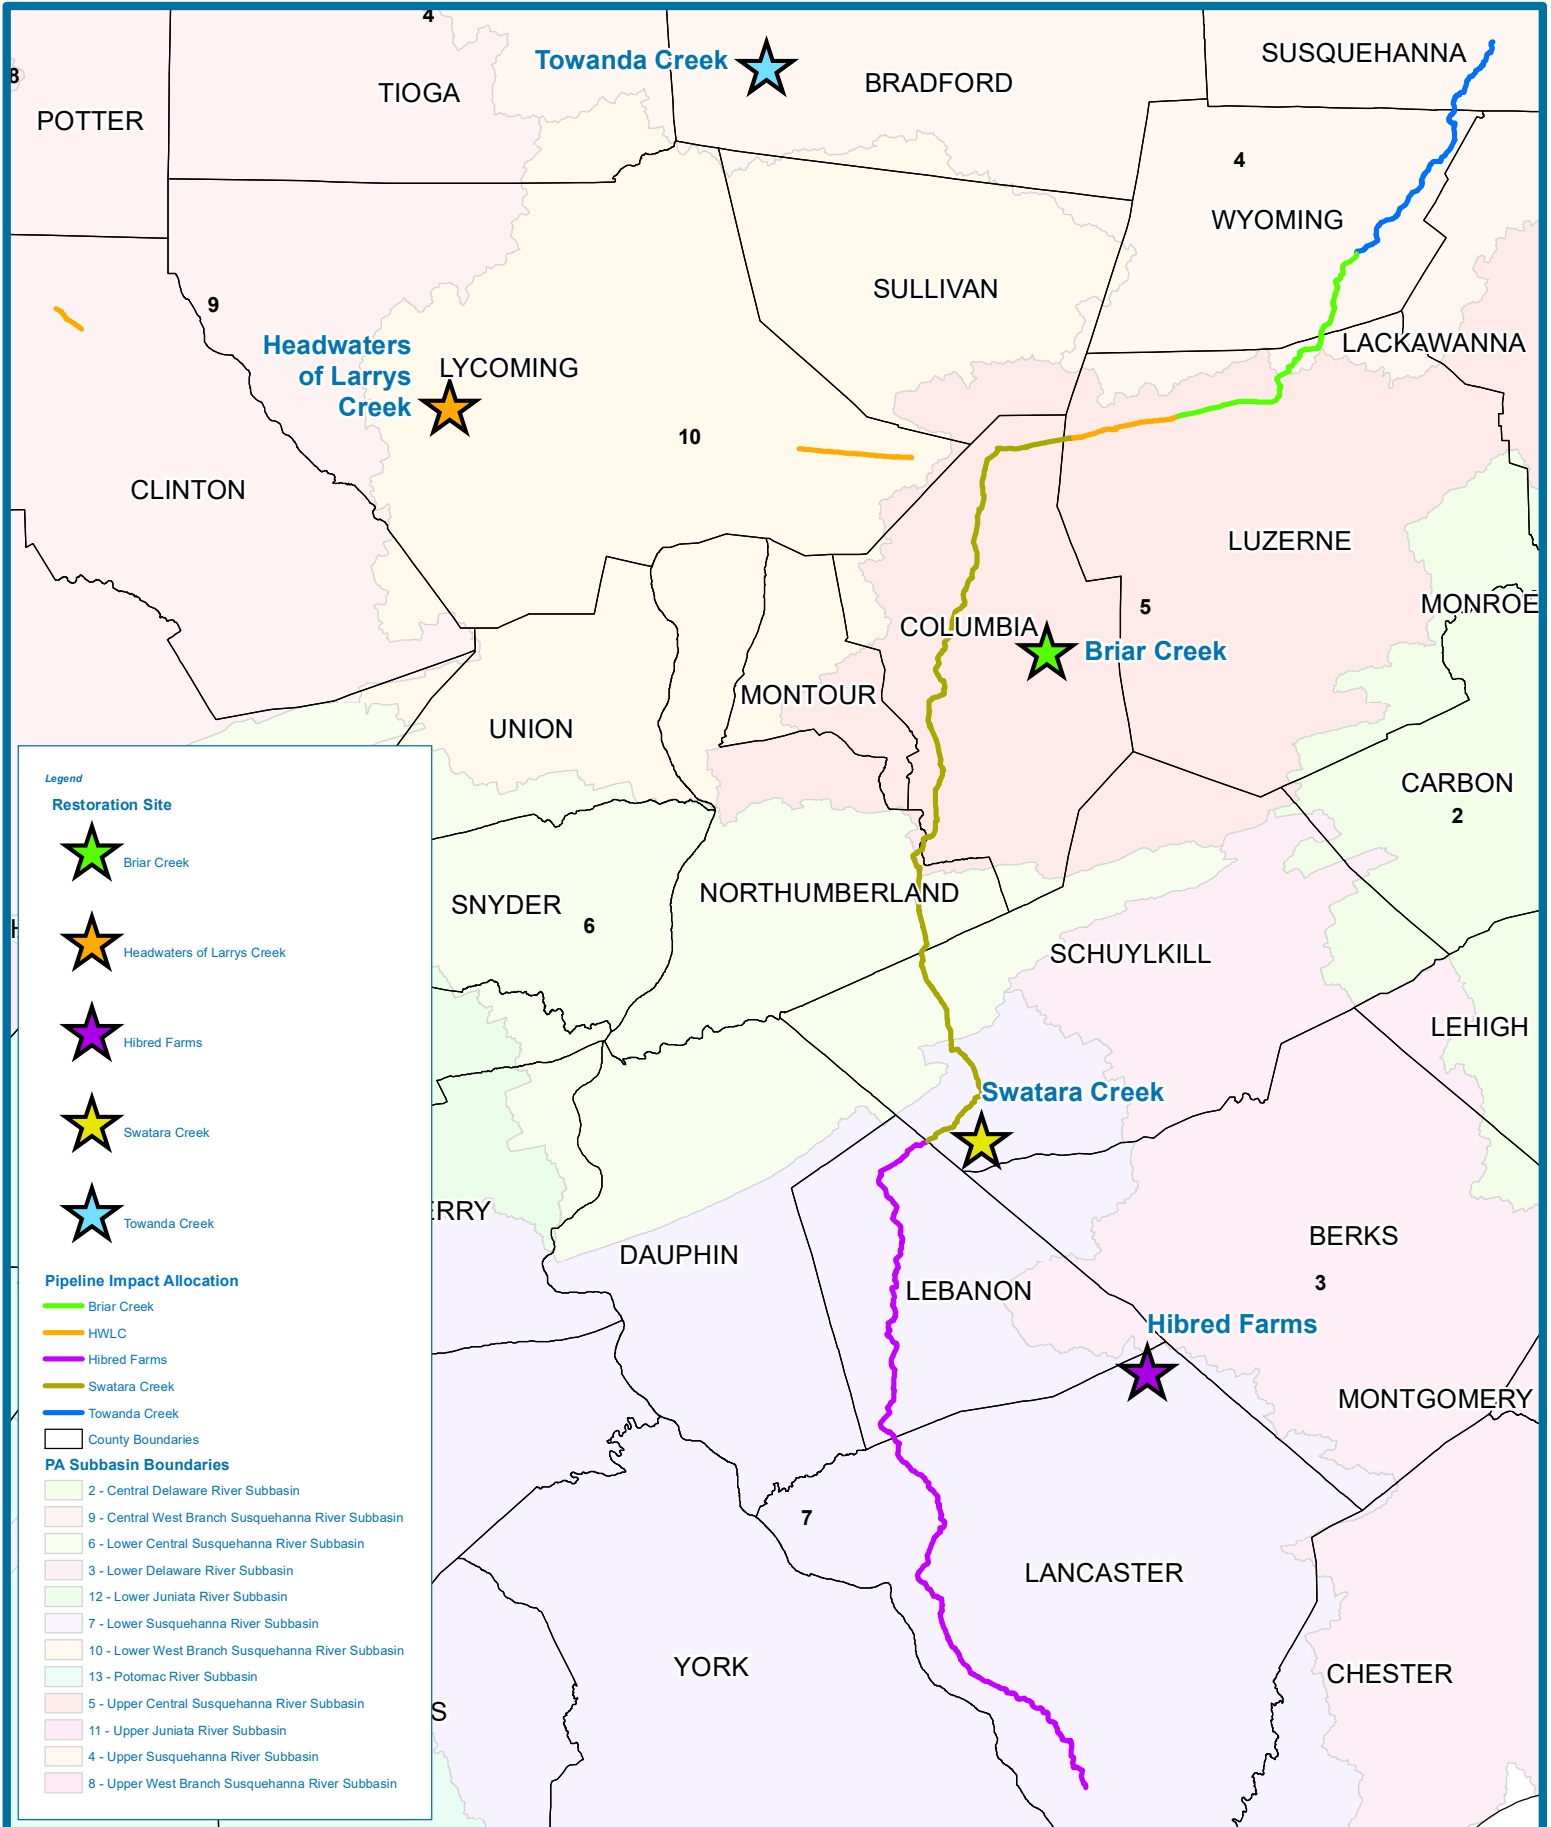 4
SUSQUEHANNA
Towanda Creek
BRADFORD
8
TIOGA
POTTER
4
WYOMING
SULLIVAN
9
Headwaters
of Larrys
Creek
LACKAWANNA
LYCOMING
10
CLINTON
LUZERNE
MONROE
5
COLUMBIA
Briar Creek
MONTOUR
UNION
CARBON
2
NORTHUMBERLAND
SNYDER
6
SCHUYLKILL
LEHIGH
Swatara Creek
ERRY
BERKS
DAUPHIN
3
LEBANON
Hibred Farms
MONTGOMERY
7
LANCASTER
YORK
CHESTER
S
Legend
Restoration Site
Briar Creek
Headwaters of Larrys Creek
Hibred Farms
Swatara Creek
Towanda Creek
Pipeline Impact Allocation
Briar Creek
HWLC
Hibred Farms
Swatara Creek
Towanda Creek
County Boundaries
PA Subbasin Boundaries
2 - Central Delaware River Subbasin
9 - Central West Branch Susquehanna River Subbasin
6 - Lower Central Susquehanna River Subbasin
3 - Lower Delaware River Subbasin
12 - Lower Juniata River Subbasin
7 - Lower Susquehanna River Subbasin
10 - Lower West Branch Susquehanna River Subbasin
13 - Potomac River Subbasin
5 - Upper Central Susquehanna River Subbasin
11 - Upper Juniata River Subbasin
4 - Upper Susquehanna River Subbasin
8 - Upper West Branch Susquehanna River Subbasin